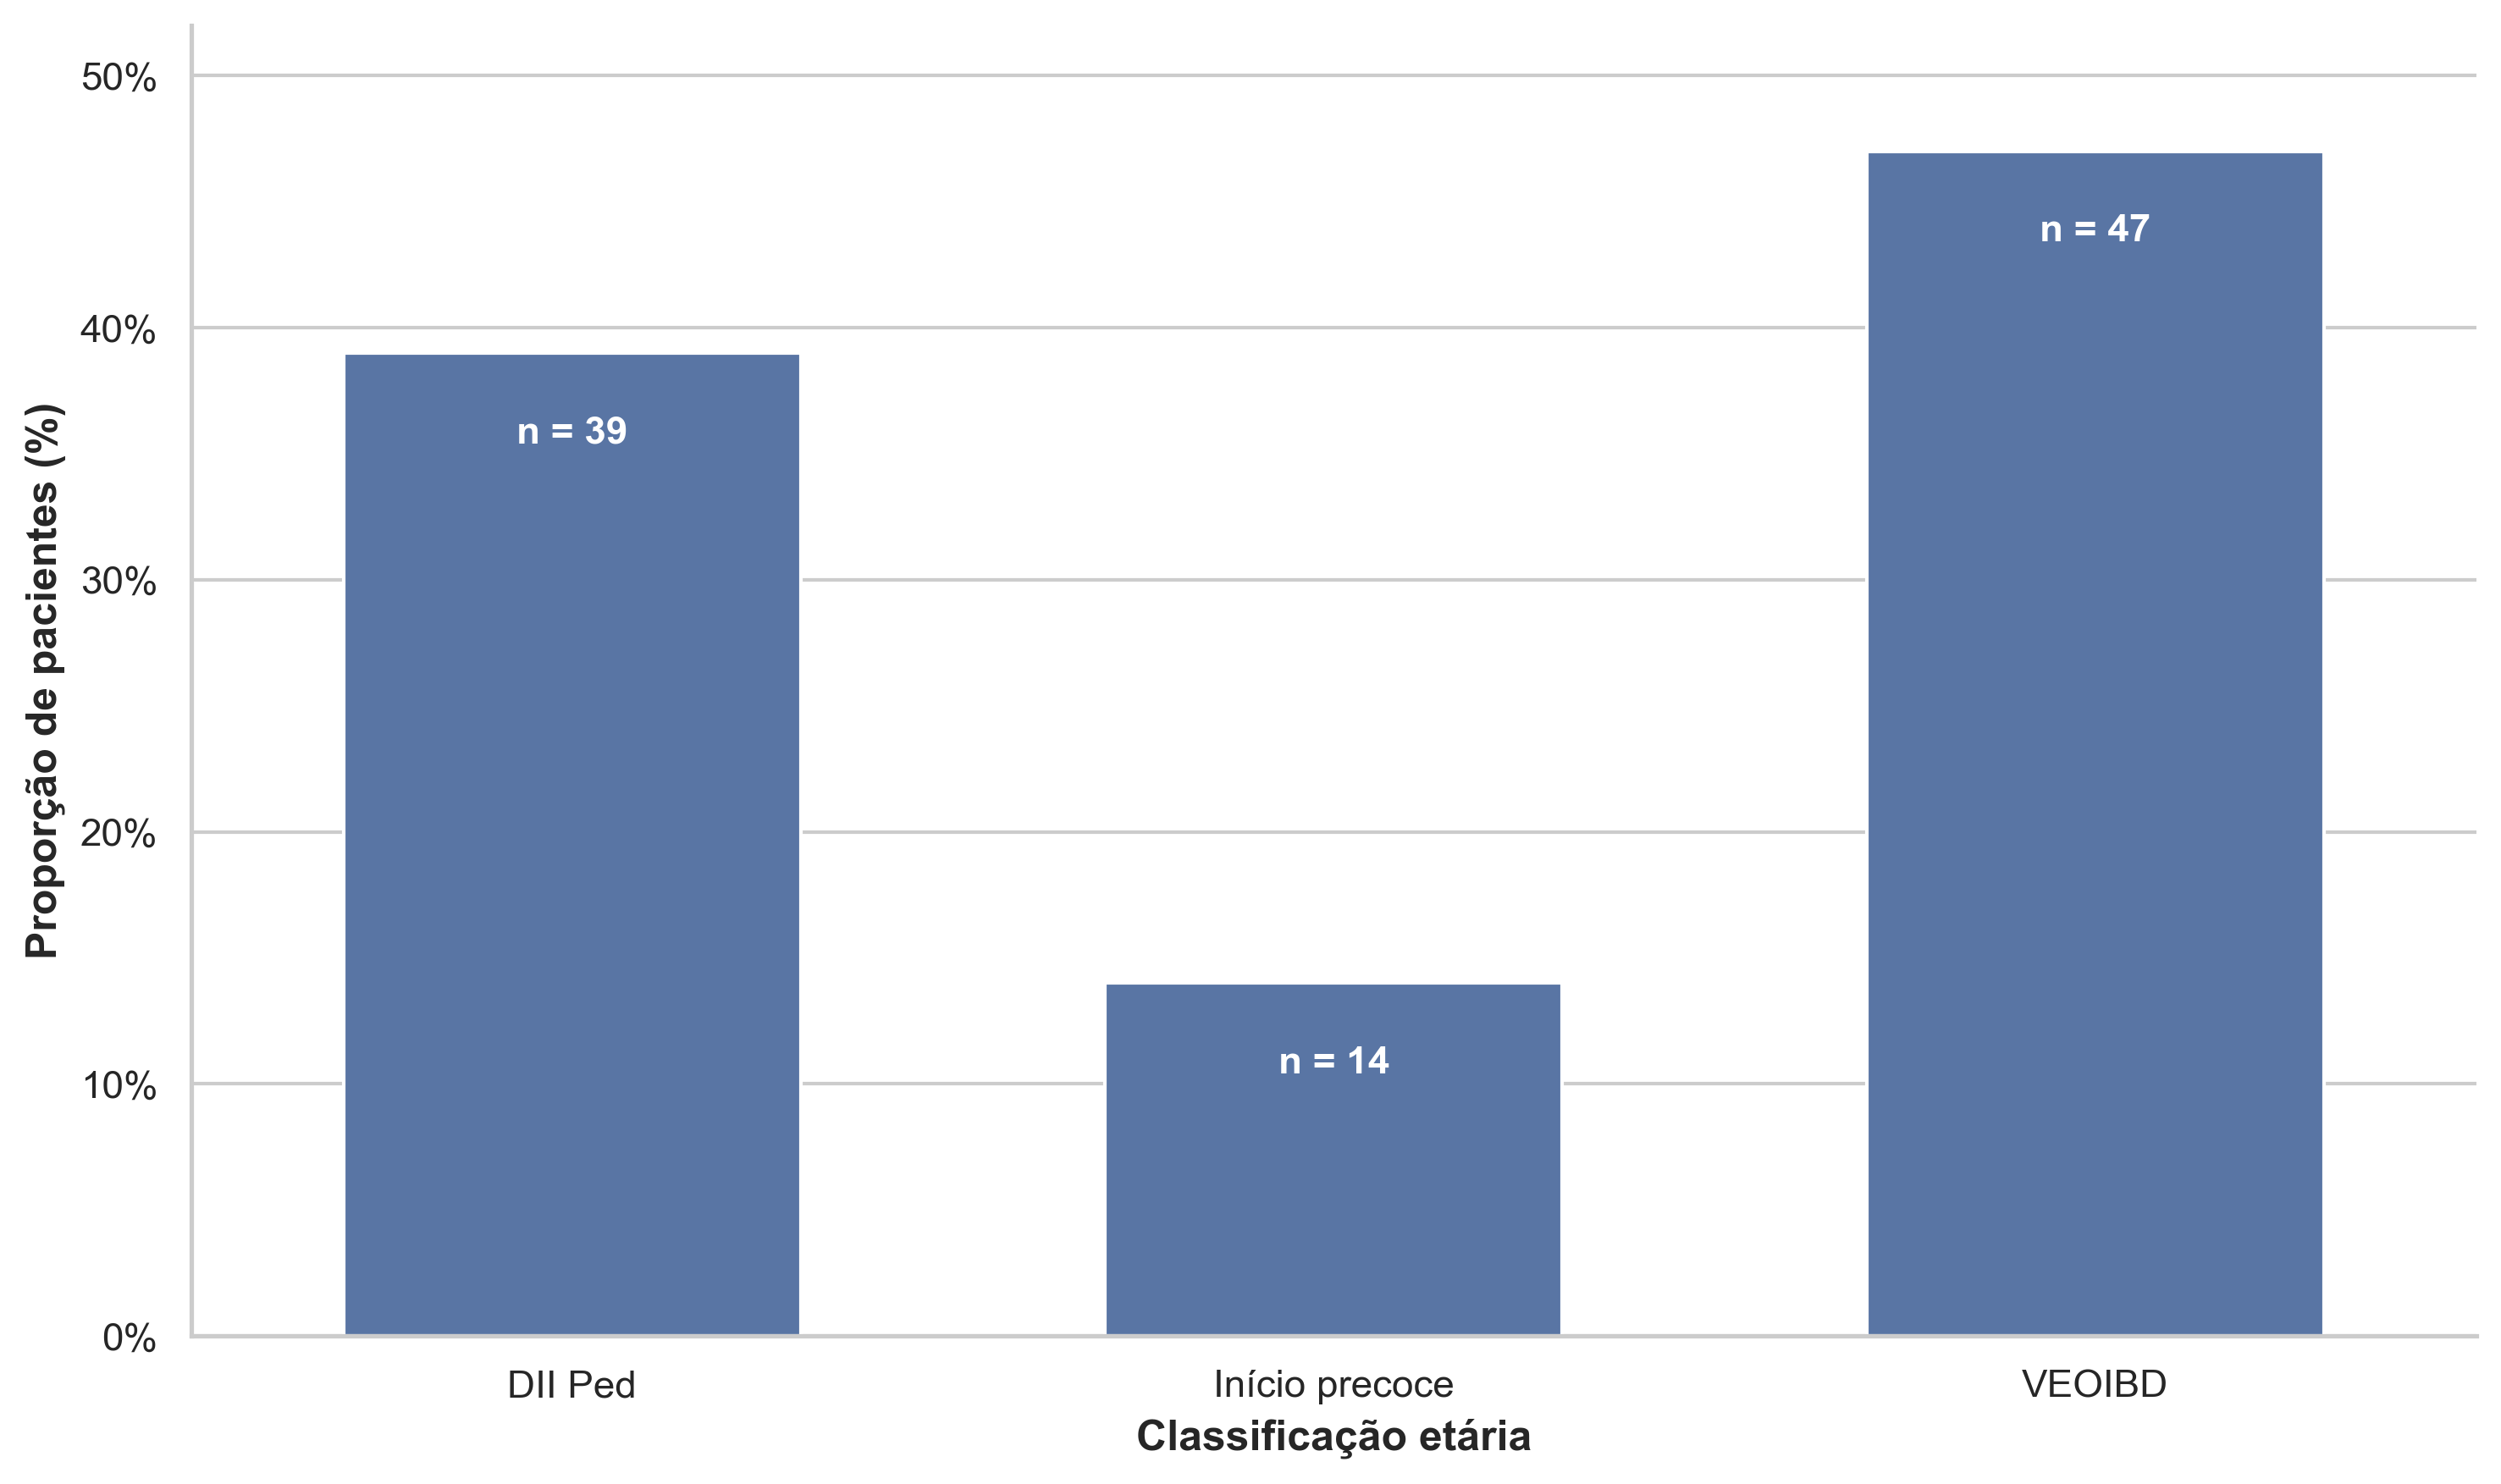 Proporção de pacientes (%)
50%
40%
30%
20%
10%
0%
n = 39
n = 14
n = 47
DII Ped
Início precoce
VEOIBD
Classificação etária